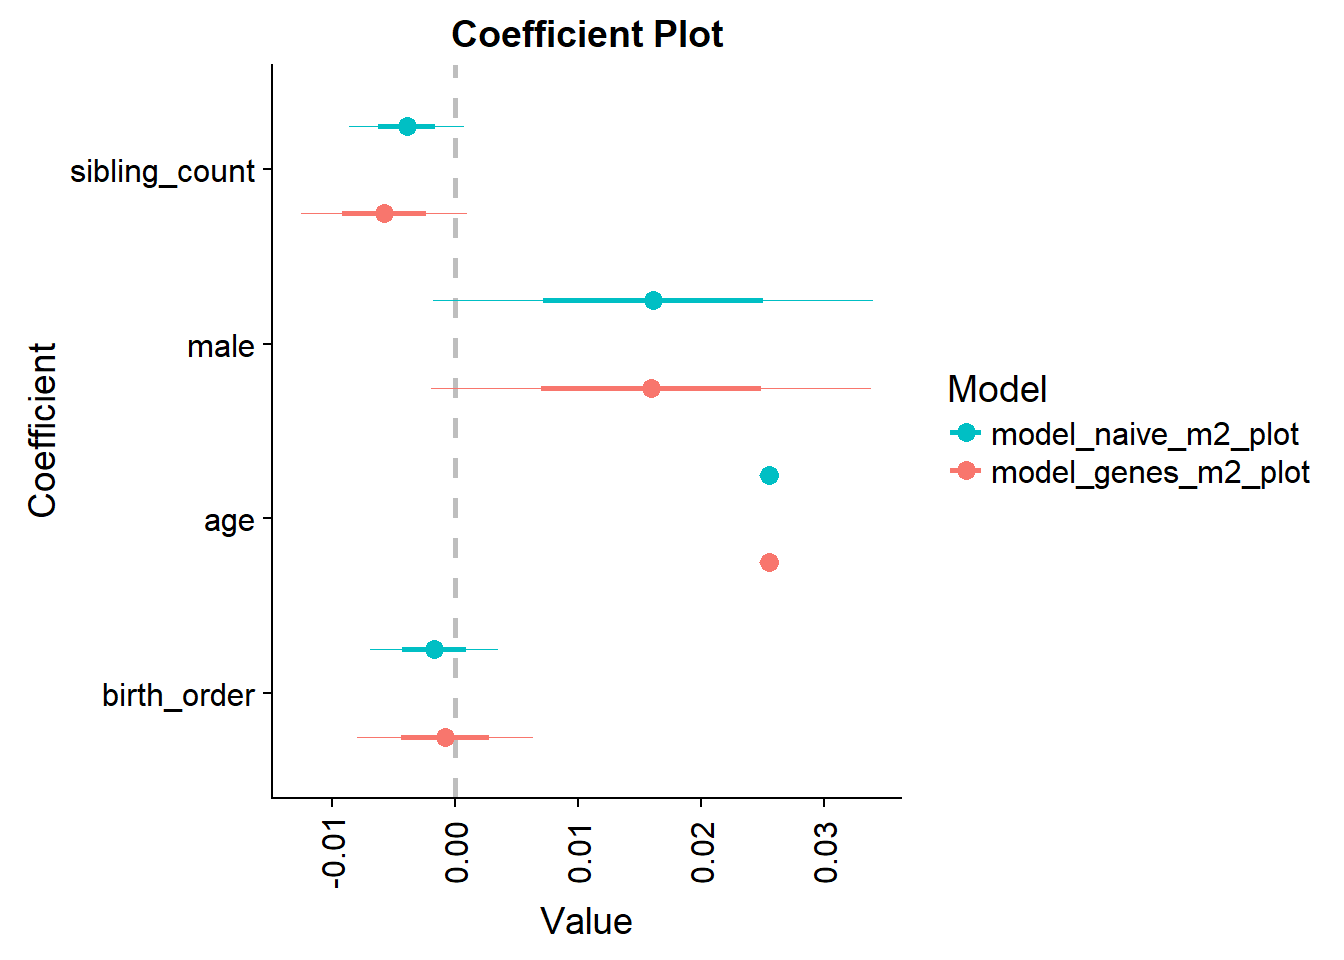 Coefficient Plot
sibling_count
male
age
birth_order
Coefficient
-0.01
0.00
0.01
0.02
0.03
Value
Model
model_naive_m2_plot
model_genes_m2_plot